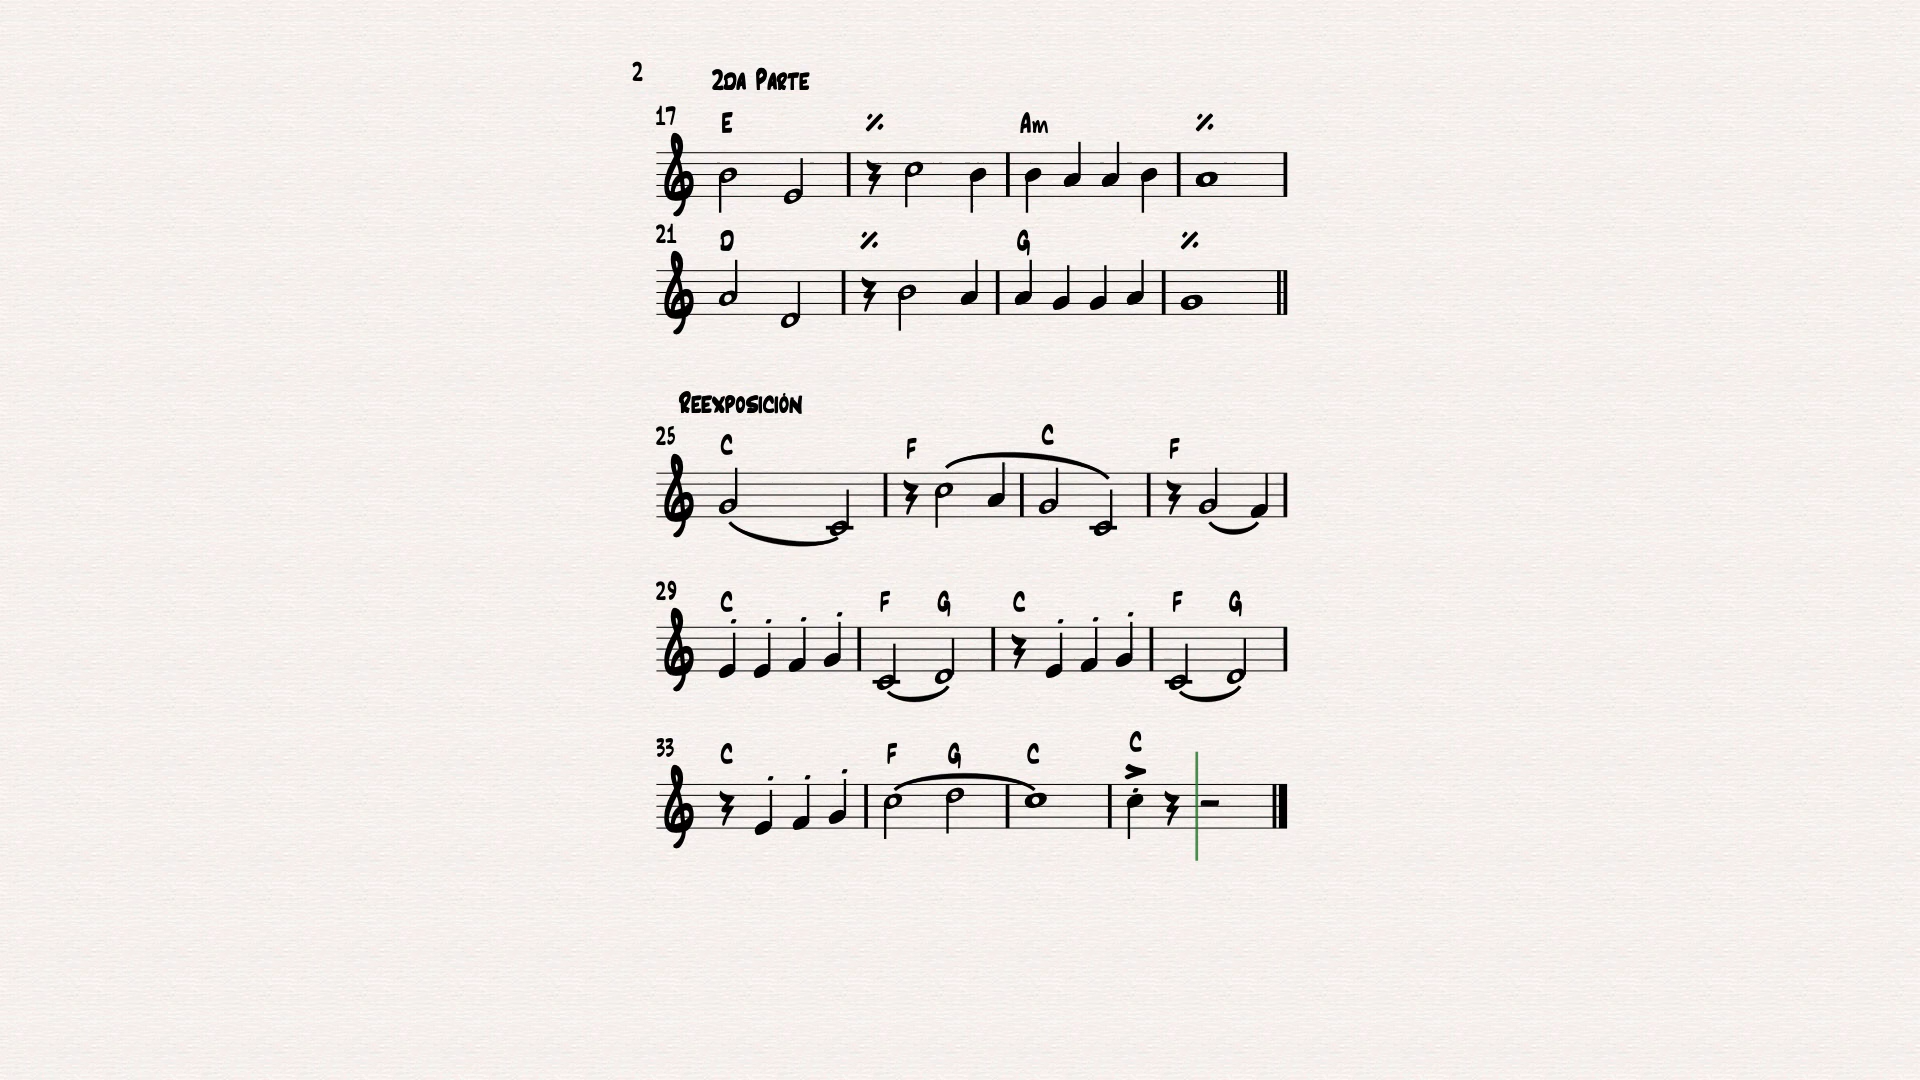 2
2DA PARTE
17 E % Am %
21 D % G %
REEXPOSICIÓN
25 C F C F
29 C F G C F G
33 C F G C C